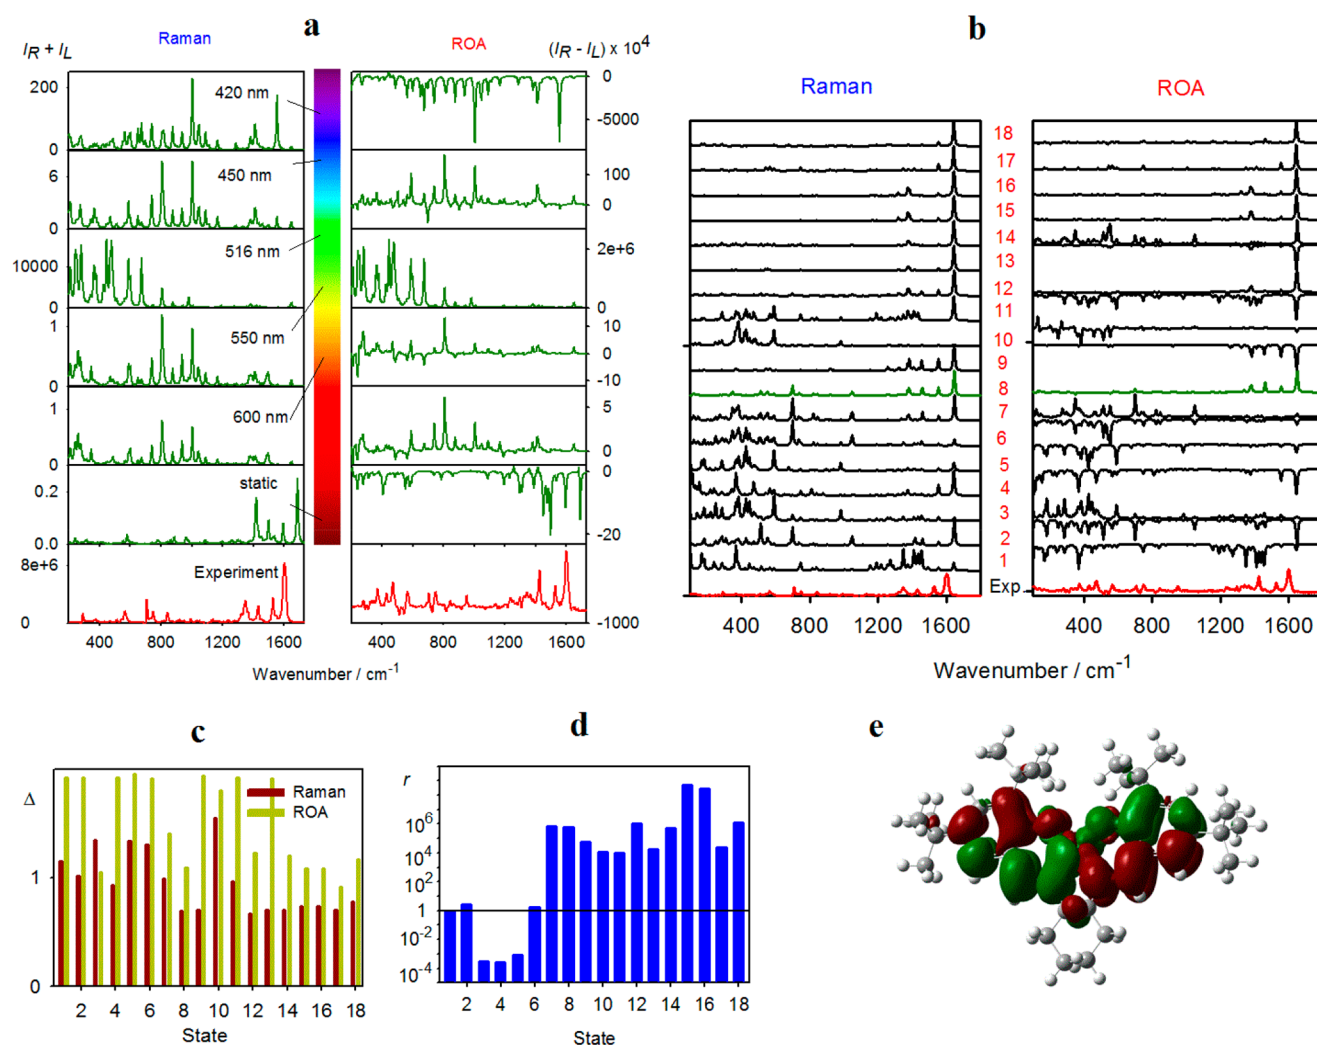 a
I_R + I_L
Raman
ROA
(I_R - I_L) x 10^4
200
0
420 nm
0
-5000
6
0
450 nm
100
0
10000
0
516 nm
2e+6
0
1
0
550 nm
10
0
-10
1
0
600 nm
5
0
0.2
0.0
static
0
-20
8e+6
0
Experiment
-1000
400 800 1200 1600
400 800 1200 1600
Wavenumber / cm^-1
b
Raman
ROA
18
17
16
15
14
13
12
11
10
9
8
7
6
5
4
3
2
1
Exp
400 800 1200 1600
400 800 1200 1600
Wavenumber / cm^-1
c
Δ
1
0
Raman
ROA
2 4 6 8 10 12 14 16 18
State
d
r
10^6
10^4
10^2
1
10^-2
10^-4
2 4 6 8 10 12 14 16 18
State
e